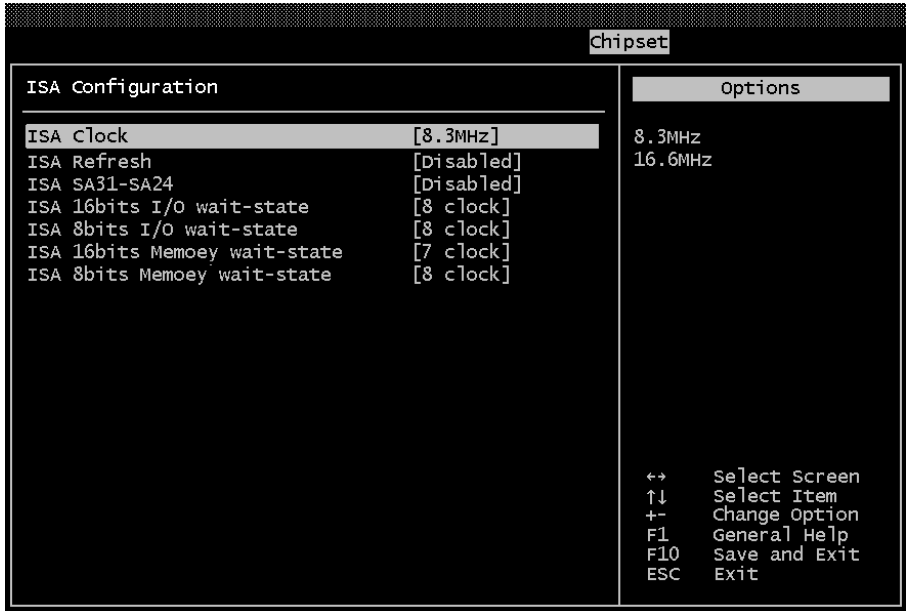 Chipset
ISA Configuration
Options
ISA Clock [8.3MHz]
ISA Refresh [Disabled]
ISA SA31-SA24 [Disabled]
ISA 16bits I/O wait-state [8 clock]
ISA 8bits I/O wait-state [8 clock]
ISA 16bits Memoey wait-state [7 clock]
ISA 8bits Memoey wait-state [8 clock]
8.3MHz
16.6MHz
←→ Select Screen
↑↓ Select Item
+- Change Option
F1 General Help
F10 Save and Exit
ESC Exit